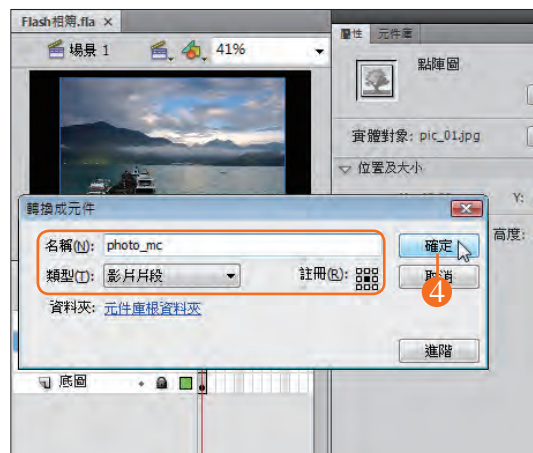 Flash相簿.fla ×
屬性 元件庫
場景 1 41%
點陣圖
實體對象: pic_01.jpg
位置及大小
Y:
高度:
轉換成元件
名稱(N): photo_mc
確定
類型(T): 影片片段 註冊(R):
取消
4
資料夾: 元件庫根資料夾
進階
底圖